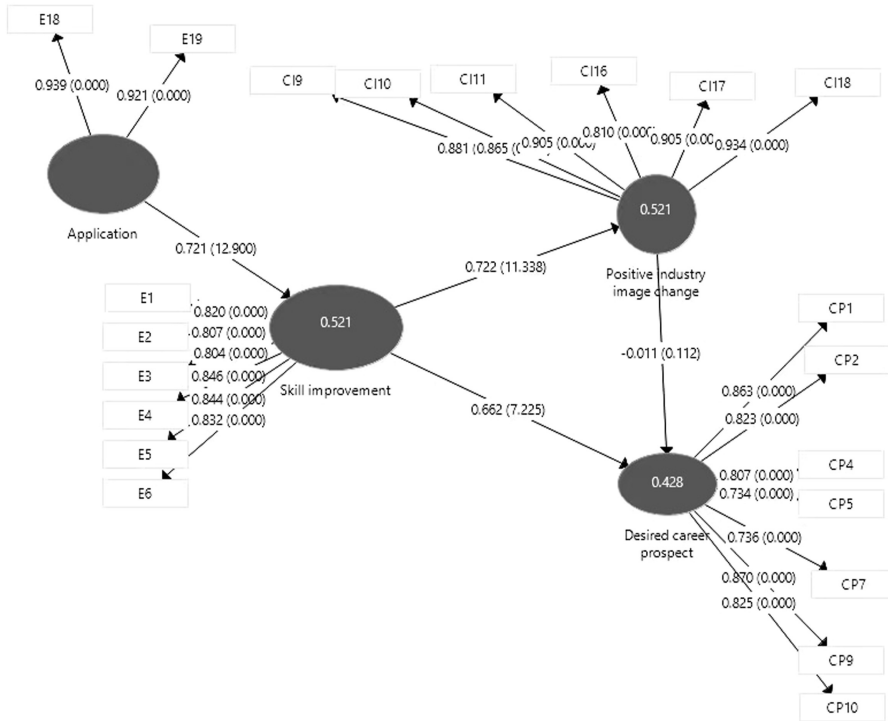 E18
E19
0.939 (0.000)
0.921 (0.000)
Application
0.721 (12.900)
CI9
CI10
CI11
CI16
CI17
CI18
0.881
0.865
0.905
0.810
0.905
0.934 (0.000)
0.521
Positive industry
image change
0.722 (11.338)
E1
E2
E3
E4
E5
E6
0.820 (0.000)
0.807 (0.000)
0.804 (0.000)
0.846 (0.000)
0.844 (0.000)
0.832 (0.000)
0.521
Skill improvement
0.662 (7.225)
-0.011 (0.112)
0.428
Desired career
prospect
0.863 (0.000)
0.823 (0.000)
0.807 (0.000)
0.734 (0.000)
0.736 (0.000)
0.870 (0.000)
0.825 (0.000)
CP1
CP2
CP4
CP5
CP7
CP9
CP10